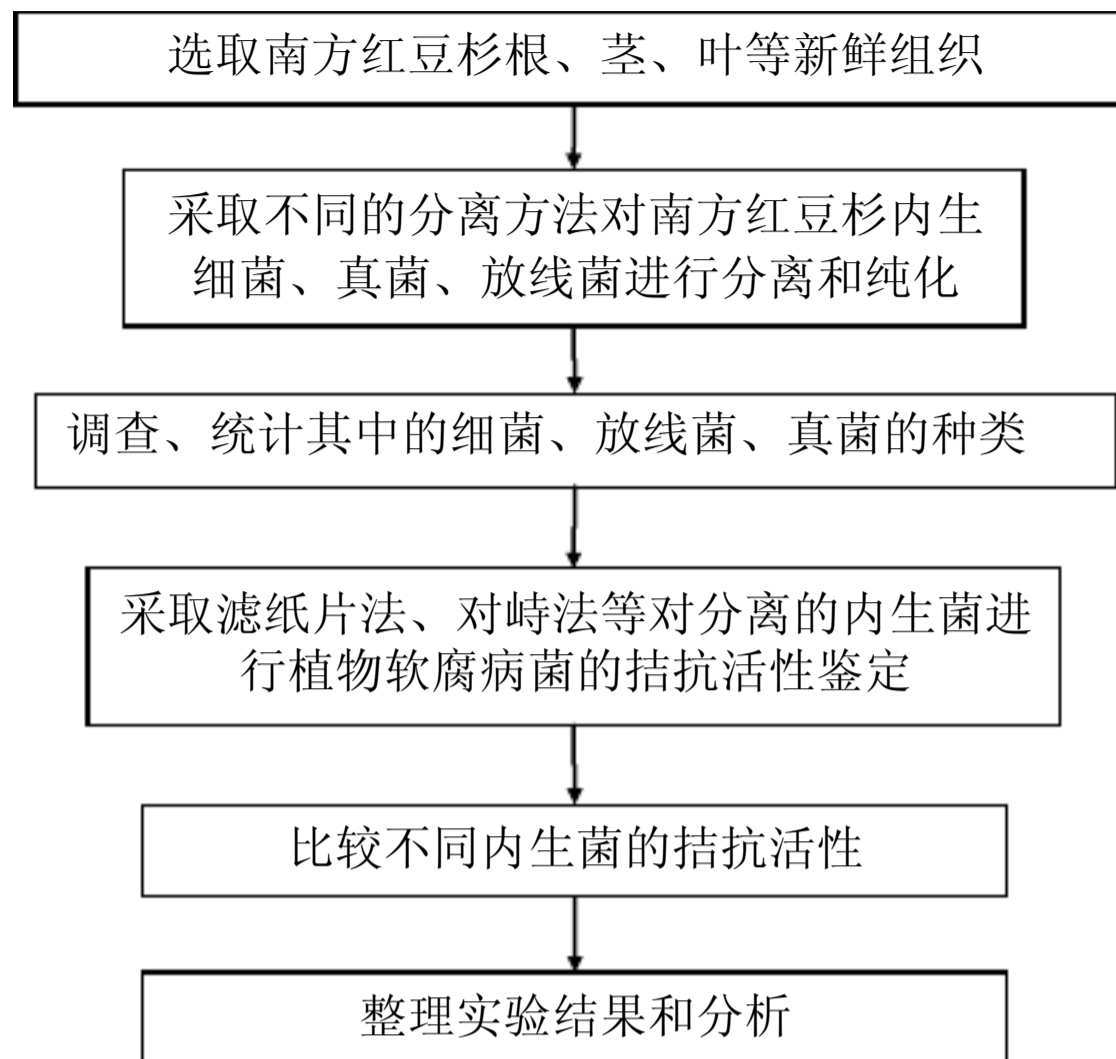 选取南方红豆杉根、茎、叶等新鲜组织
采取不同的分离方法对南方红豆杉内生
细菌、真菌、放线菌进行分离和纯化
调查、统计其中的细菌、放线菌、真菌的种类
采取滤纸片法、对峙法等对分离的内生菌进
行植物软腐病菌的拮抗活性鉴定
比较不同内生菌的拮抗活性
整理实验结果和分析